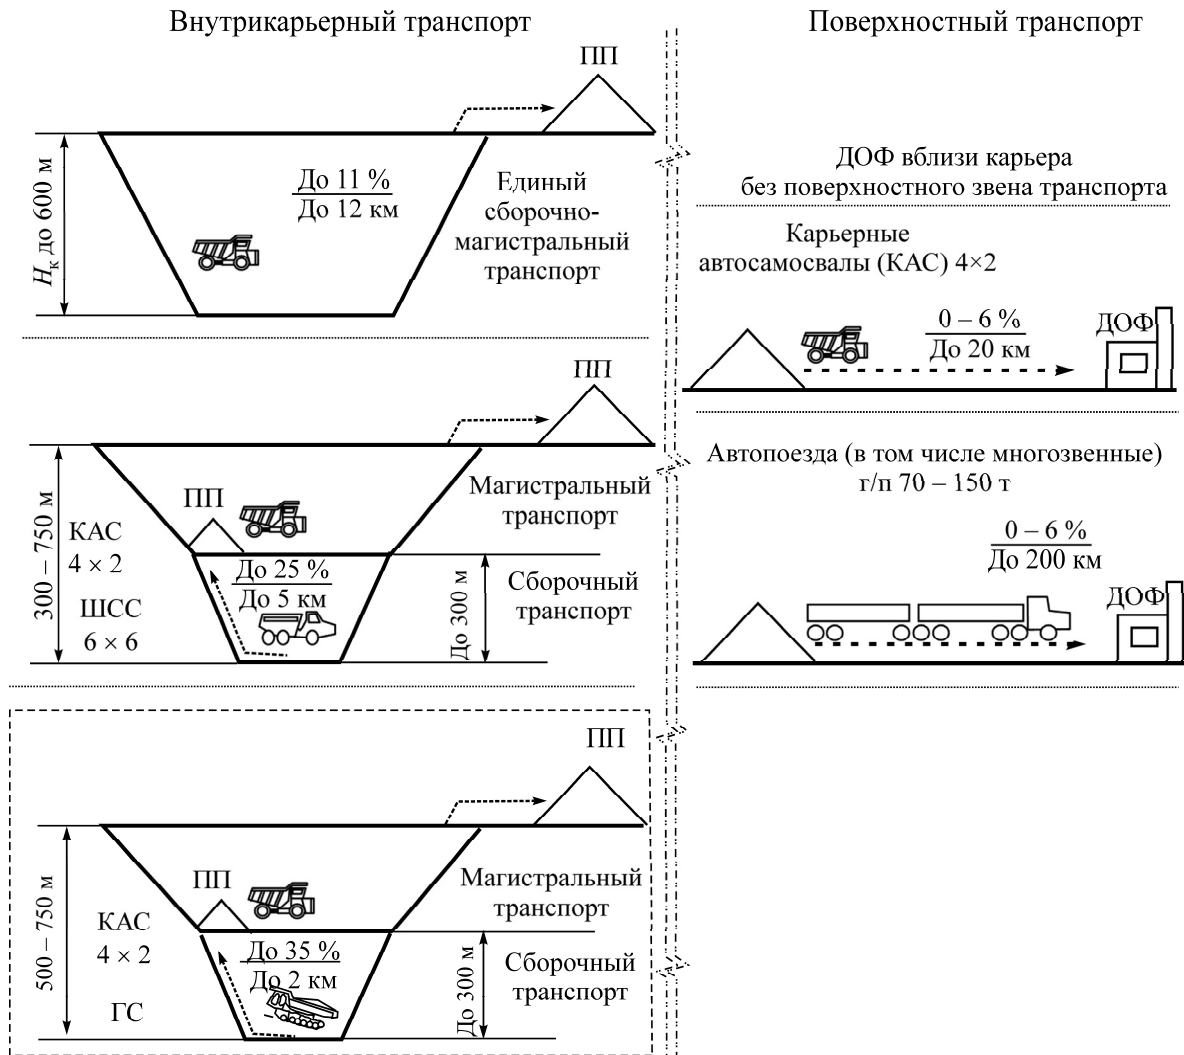 Внутрикарьерный транспорт
ПП
Hк до 600 м
До 11 %
До 12 км
Единый
сборочно-
магистральный
транспорт
ПП
300 – 750 м
КАС
4 × 2
ШСС
6 × 6
ПП
Магистральный
транспорт
До 25 %
До 5 км
До 300 м
Сборочный
транспорт
ПП
500 – 750 м
КАС
4 × 2
ГС
ПП
Магистральный
транспорт
До 35 %
До 2 км
До 300 м
Сборочный
транспорт
Поверхностный транспорт
ДОФ вблизи карьера
без поверхностного звена транспорта
Карьерные
автосамосвалы (КАС) 4×2
0 – 6 %
До 20 км
ДОФ
Автопоезда (в том числе многозвенные)
г/п 70 – 150 т
0 – 6 %
До 200 км
ДОФ